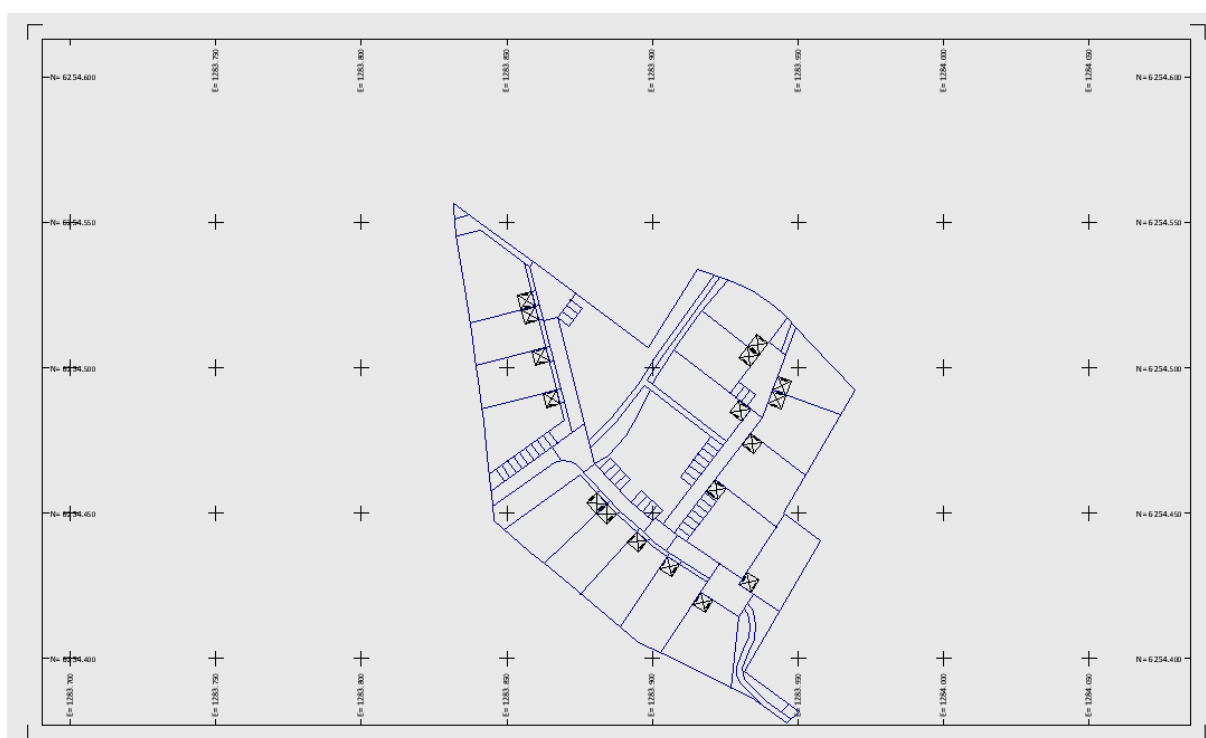 E= 1283.750
E= 1283.800
E= 1283.850
E= 1283.900
E= 1283.950
E= 1284.000
E= 1284.050
N= 6254.600
N= 6254.600
N= 6254.550
N= 6254.550
N= 6254.500
N= 6254.500
N= 6254.450
N= 6254.450
N= 6254.400
N= 6254.400
E= 1283.700
E= 1283.750
E= 1283.800
E= 1283.850
E= 1283.900
E= 1283.950
E= 1284.000
E= 1284.050